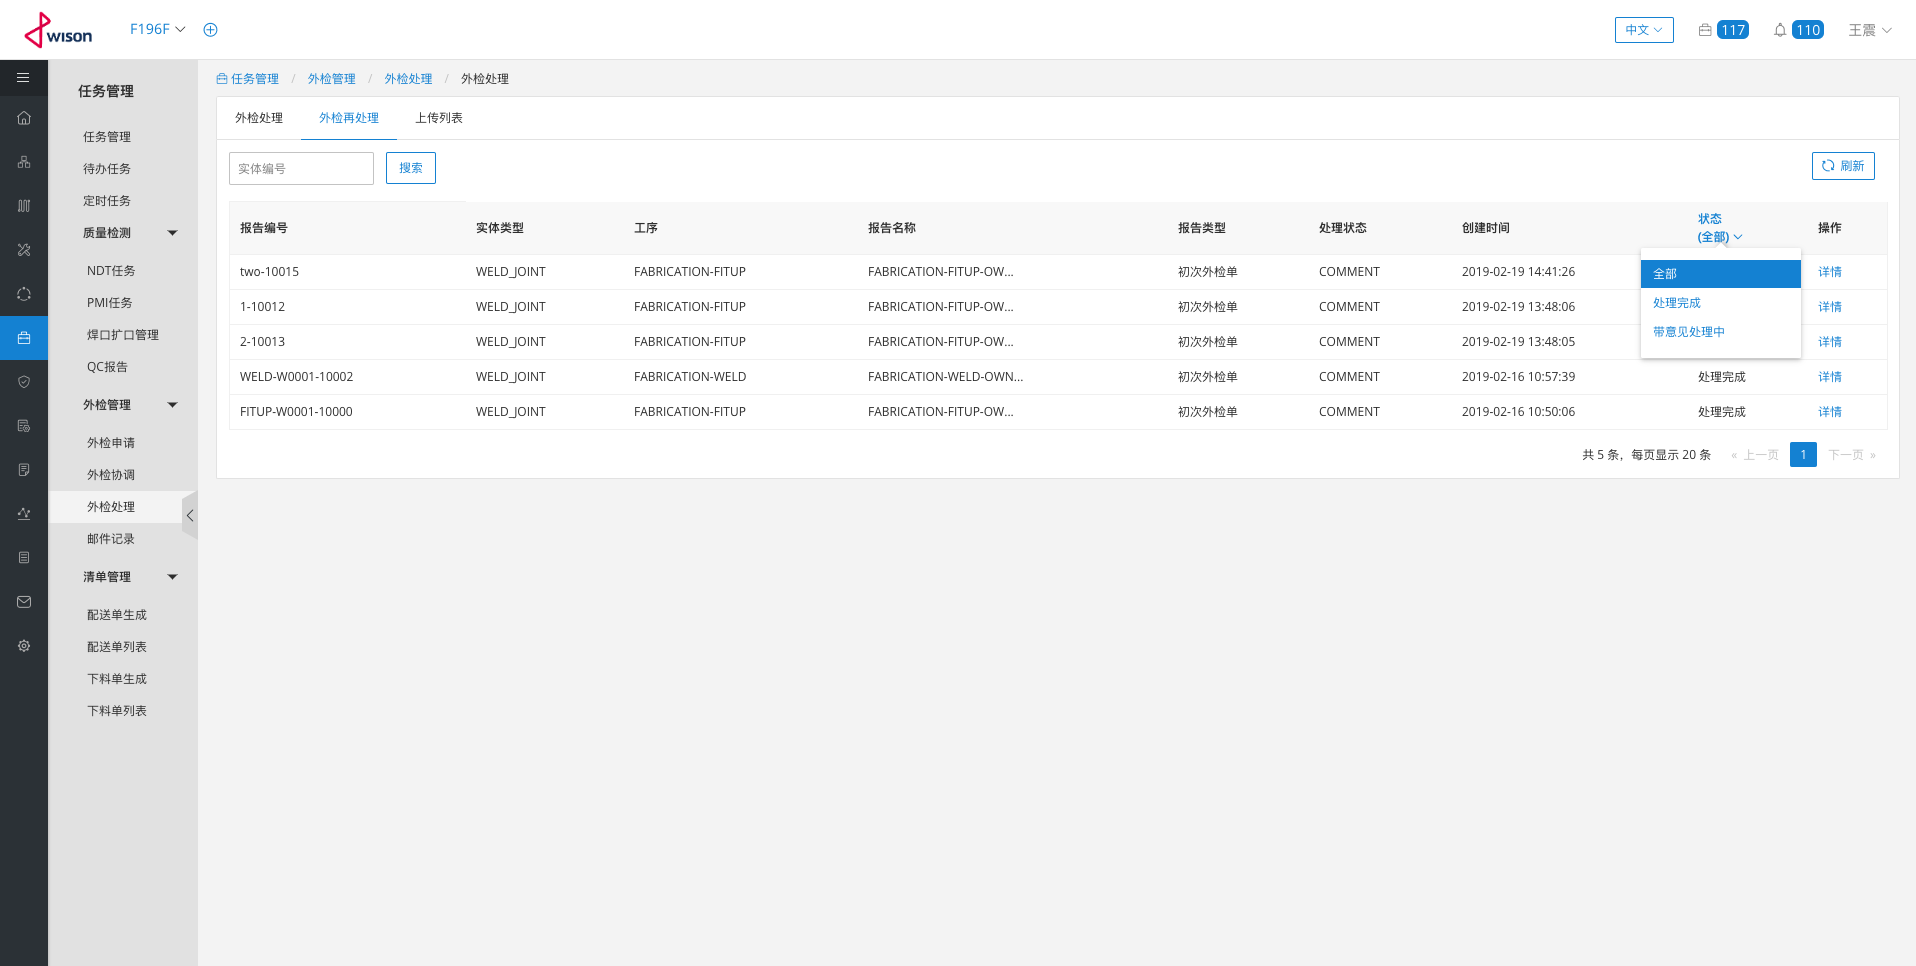 wison
F196F
中文
117
110
王震
任务管理
任务管理
待办任务
定时任务
质量检测
NDT任务
PMI任务
焊口扩口管理
QC报告
外检管理
外检申请
外检协调
外检处理
邮件记录
清单管理
配送单生成
配送单列表
下料单生成
下料单列表
任务管理 / 外检管理 / 外检处理 / 外检处理
外检处理 外检再处理 上传列表
实体编号 搜索 刷新
报告编号 实体类型 工序 报告名称 报告类型 处理状态 创建时间 状态 操作
(全部)
two-10015 WELD_JOINT FABRICATION-FITUP FABRICATION-FITUP-OW... 初次外检单 COMMENT 2019-02-19 14:41:26 详情
1-10012 WELD_JOINT FABRICATION-FITUP FABRICATION-FITUP-OW... 初次外检单 COMMENT 2019-02-19 13:48:06 详情
2-10013 WELD_JOINT FABRICATION-FITUP FABRICATION-FITUP-OW... 初次外检单 COMMENT 2019-02-19 13:48:05 详情
WELD-W0001-10002 WELD_JOINT FABRICATION-WELD FABRICATION-WELD-OWN... 初次外检单 COMMENT 2019-02-16 10:57:39 处理完成 详情
FITUP-W0001-10000 WELD_JOINT FABRICATION-FITUP FABRICATION-FITUP-OW... 初次外检单 COMMENT 2019-02-16 10:50:06 处理完成 详情
全部
处理完成
带意见处理中
共 5 条，每页显示 20 条 « 上一页 1 下一页 »